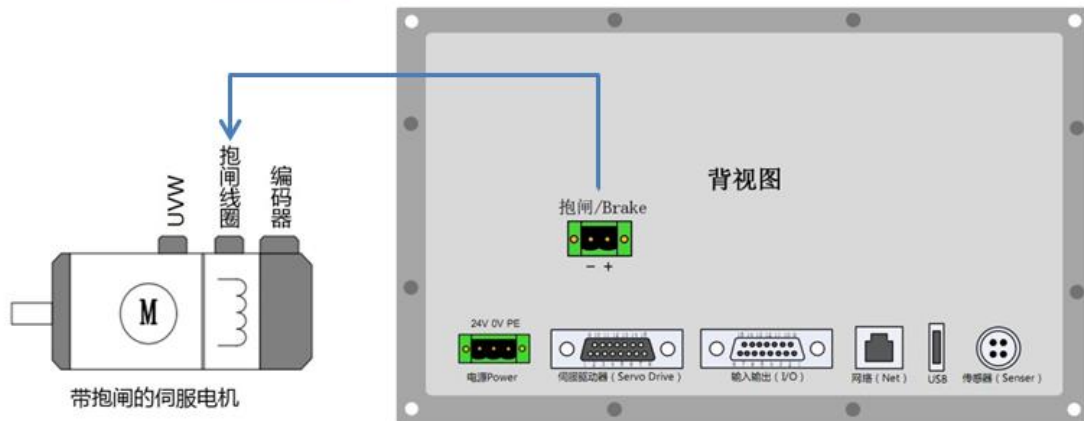 背视图
UVW
抱闸线圈
编码器
抱闸/Brake
- +
M
24V 0V PE
电源Power
伺服驱动器(Servo Drive)
输入输出(I/O)
网络(Net)
USB
传感器(Senser)
带抱闸的伺服电机